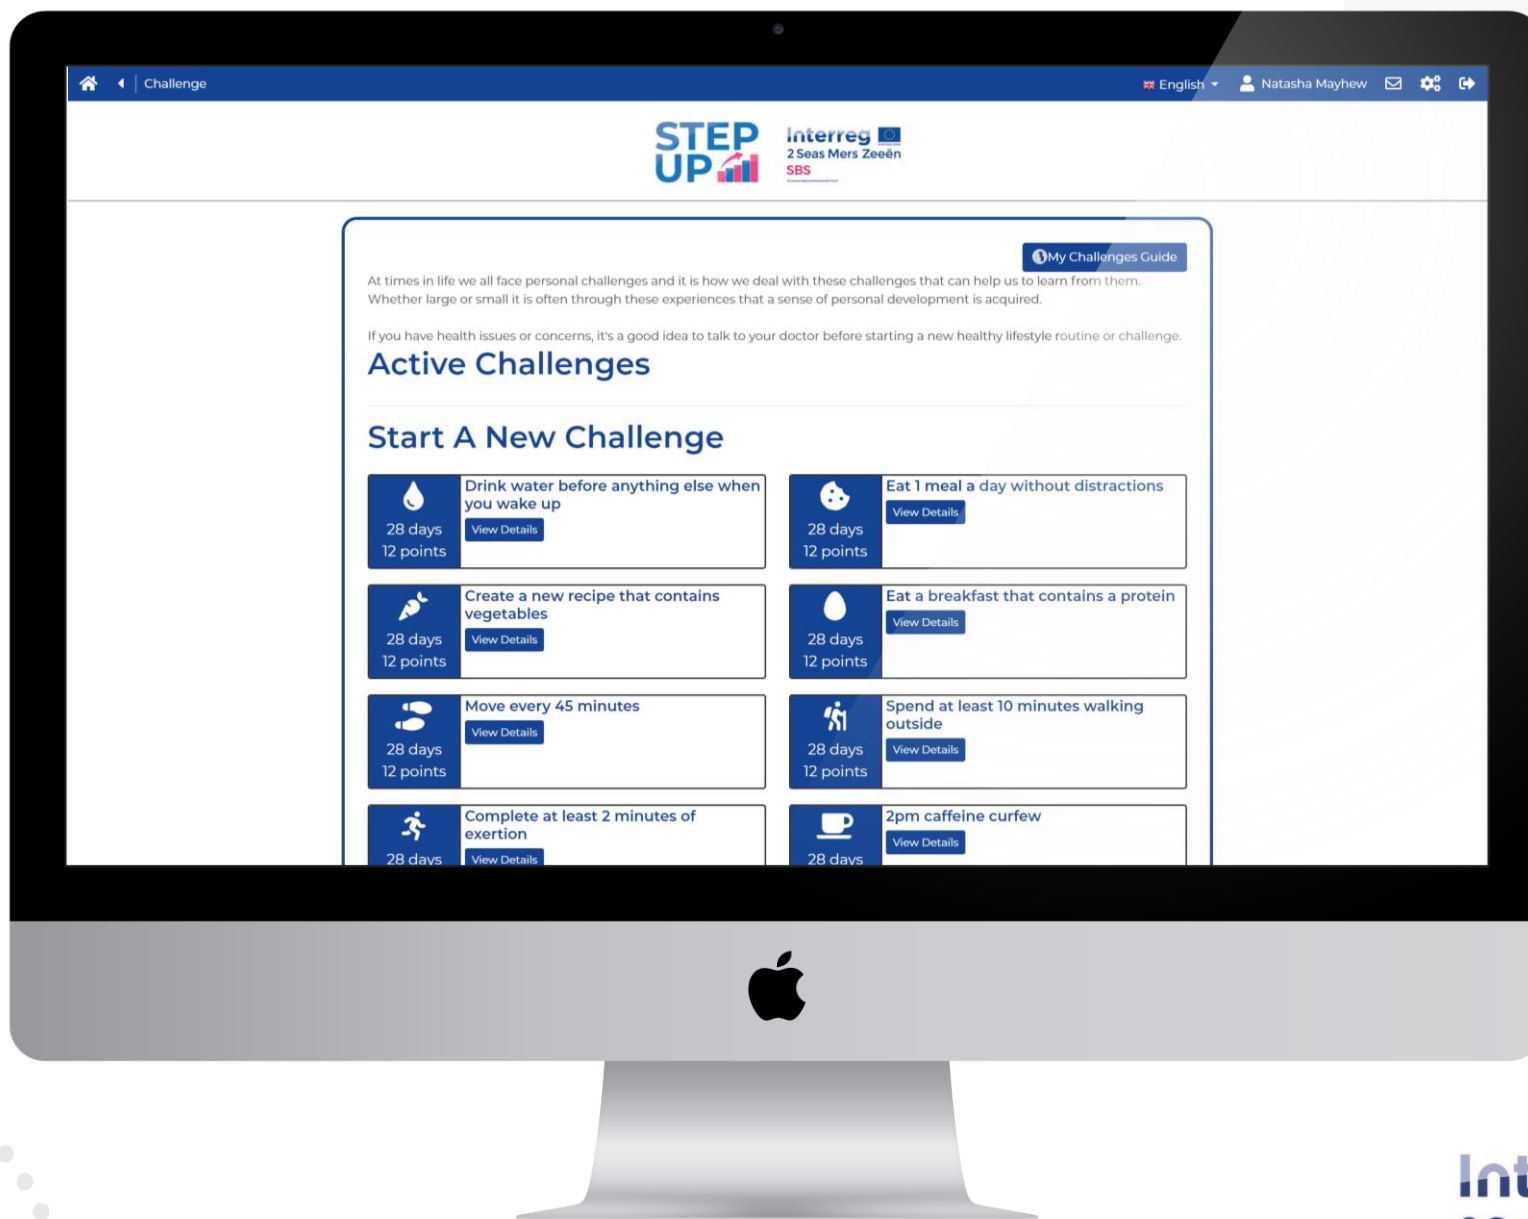 Challenge
English
Natasha Mayhew
STEP
UP
Interreg
2 Seas Mers Zeeën
SBS
My Challenges Guide
At times in life we all face personal challenges and it is how we deal with these challenges that can help us to learn from them.
Whether large or small it is often through these experiences that a sense of personal development is acquired.
If you have health issues or concerns, it's a good idea to talk to your doctor before starting a new healthy lifestyle routine or challenge.
Active Challenges
Start A New Challenge
28 days
12 points
Drink water before anything else when
you wake up
View Details
28 days
12 points
Eat 1 meal a day without distractions
View Details
28 days
12 points
Create a new recipe that contains
vegetables
View Details
28 days
12 points
Eat a breakfast that contains a protein
View Details
28 days
12 points
Move every 45 minutes
View Details
28 days
12 points
Spend at least 10 minutes walking
outside
View Details
28 days
Complete at least 2 minutes of
exertion
View Details
28 days
2pm caffeine curfew
View Details
Int